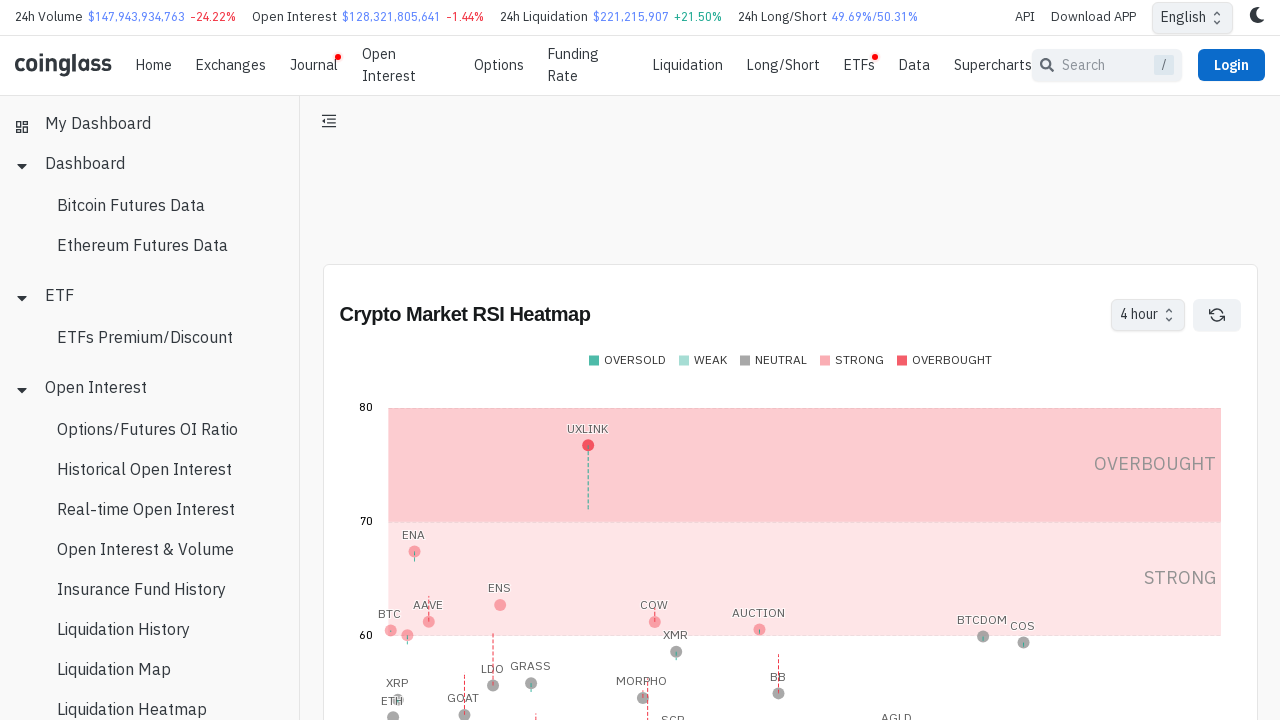 24h Volume $147,943,934,763 -24.22% Open Interest $128,321,805,641 -1.44% 24h Liquidation $221,215,907 +21.50% 24h Long/Short 49.69%/50.31% API Download APP English
coinglass Home Exchanges Journal Open Interest Options Funding Rate Liquidation Long/Short ETFs Data Supercharts Search / Login
My Dashboard
Dashboard
Bitcoin Futures Data
Ethereum Futures Data
ETF
ETFs Premium/Discount
Open Interest
Options/Futures OI Ratio
Historical Open Interest
Real-time Open Interest
Open Interest & Volume
Insurance Fund History
Liquidation History
Liquidation Map
Liquidation Heatmap
Crypto Market RSI Heatmap 4 hour
OVERSOLD WEAK NEUTRAL STRONG OVERBOUGHT
80
UXLINK
OVERBOUGHT
70
ENA
STRONG
ENS
AAVE COW
BTC AUCTION
BTCDOM COS
60 XMR
LDO GRASS
XRP MORPHO BB
ETH GOAT
AGLD